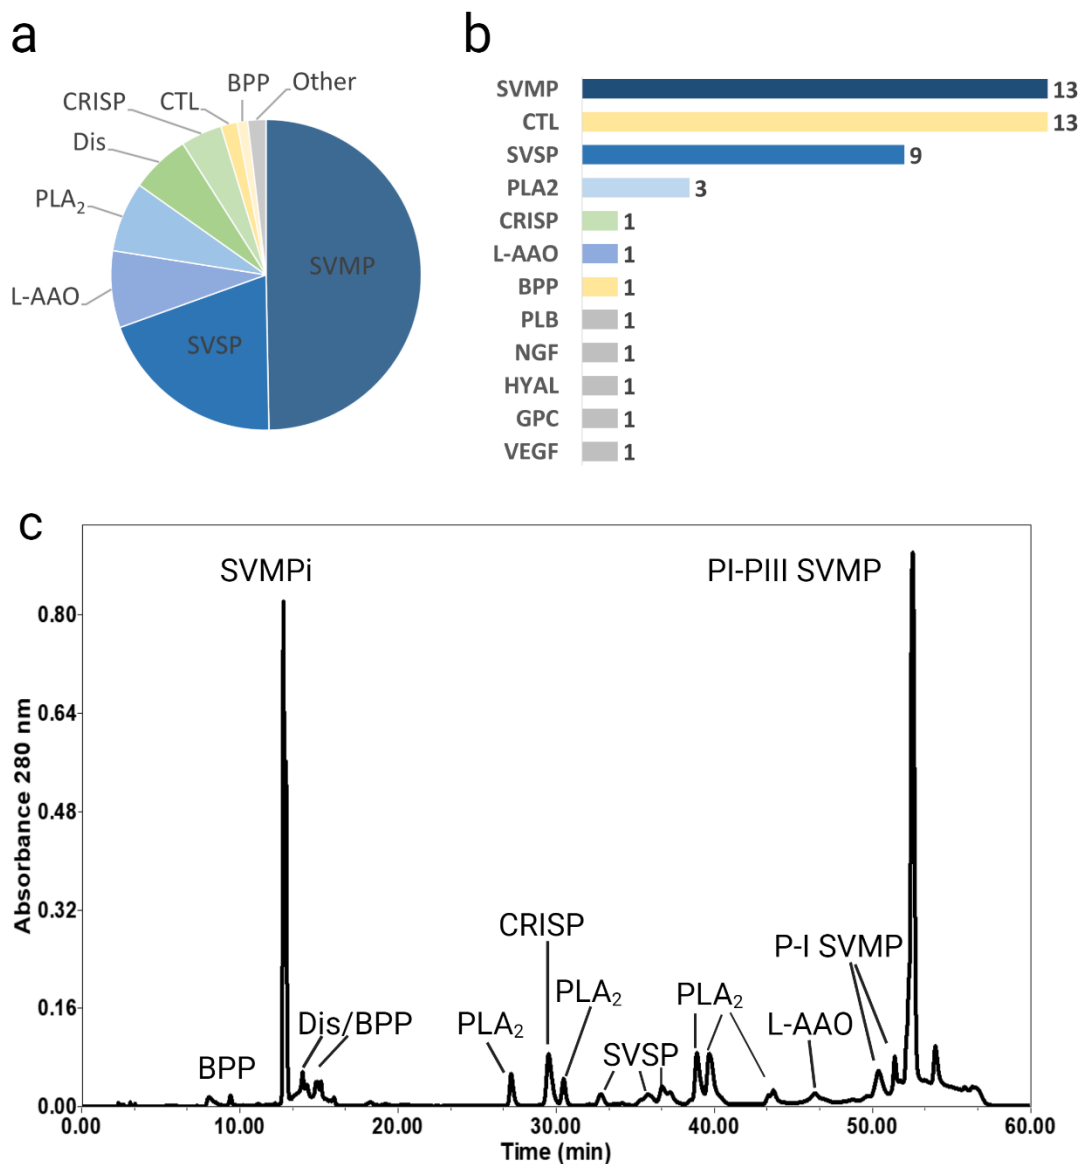 a
BPP
Other
CRISP
CTL
Dis
PLA₂
L-AAO
SVMP
SVSP
b
SVMP 13
CTL 13
SVSP 9
PLA2 3
CRISP 1
L-AAO 1
BPP 1
PLB 1
NGF 1
HYAL 1
GPC 1
VEGF 1
c
SVMPi
PI-PIII SVMP
0.80
0.64
0.48
0.32
0.16
0.00
Absorbance 280 nm
CRISP
P-I SVMP
PLA₂
PLA₂
Dis/BPP
PLA₂
L-AAO
SVSP
BPP
0.00 10.00 20.00 30.00 40.00 50.00 60.00
Time (min)